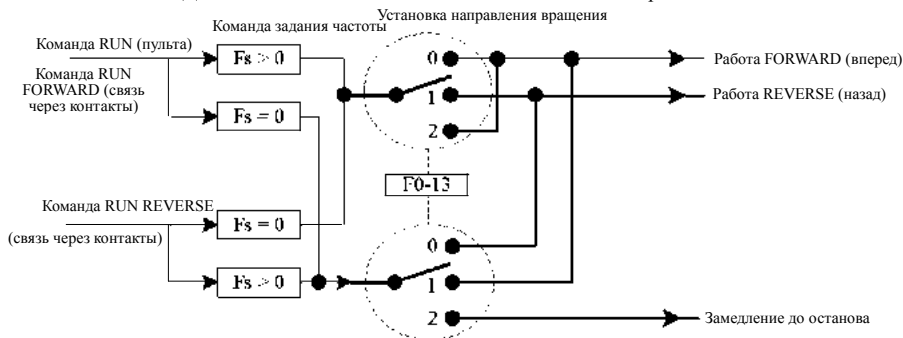 Команда задания частоты
Установка направления вращения
Команда RUN (пульта)
Fs > 0
0
Работа FORWARD (вперед)
Команда RUN
FORWARD (связь
через контакты)
1
Работа REVERSE (назад)
Fs = 0
2
F0-13
Команда RUN REVERSE
(связь через контакты)
Fs = 0
0
Fs > 0
1
2
Замедление до останова